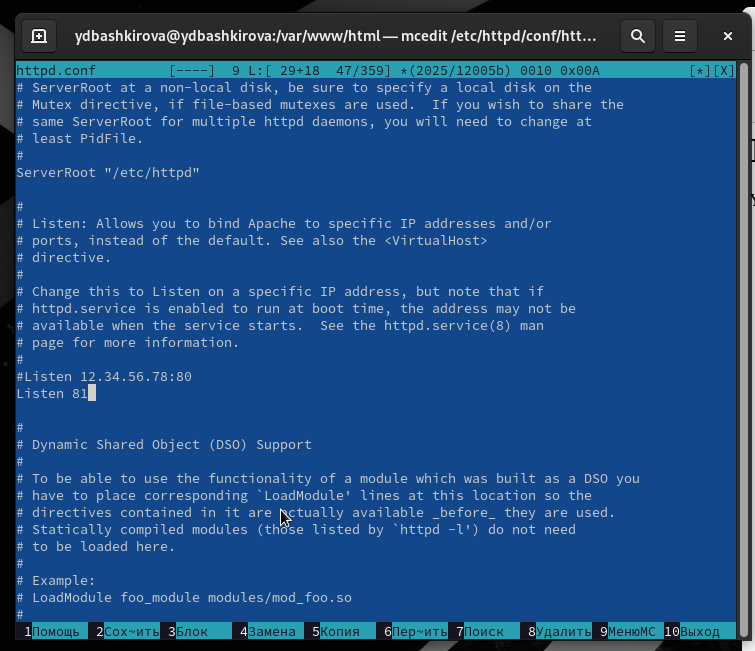 ydbashkirova@ydbashkirova:/var/www/html — mcedit /etc/httpd/conf/htt...
httpd.conf [----] 9 L:[ 29+18 47/359] *(2025/12005b) 0010 0x00A [*][X]
# ServerRoot at a non-local disk, be sure to specify a local disk on the
# Mutex directive, if file-based mutexes are used.  If you wish to share the
# same ServerRoot for multiple httpd daemons, you will need to change at
# least PidFile.
#
ServerRoot "/etc/httpd"

#
# Listen: Allows you to bind Apache to specific IP addresses and/or
# ports, instead of the default. See also the <VirtualHost>
# directive.
#
# Change this to Listen on a specific IP address, but note that if
# httpd.service is enabled to run at boot time, the address may not be
# available when the service starts.  See the httpd.service(8) man
# page for more information.
#
#Listen 12.34.56.78:80
Listen 81

#
# Dynamic Shared Object (DSO) Support
#
# To be able to use the functionality of a module which was built as a DSO you
# have to place corresponding `LoadModule' lines at this location so the
# directives contained in it are actually available _before_ they are used.
# Statically compiled modules (those listed by `httpd -l') do not need
# to be loaded here.
#
# Example:
# LoadModule foo_module modules/mod_foo.so
#
1Помощь 2Сох~ить 3Блок 4Замена 5Копия 6Пер~ить 7Поиск 8Удалить 9МенюMC 10Выход